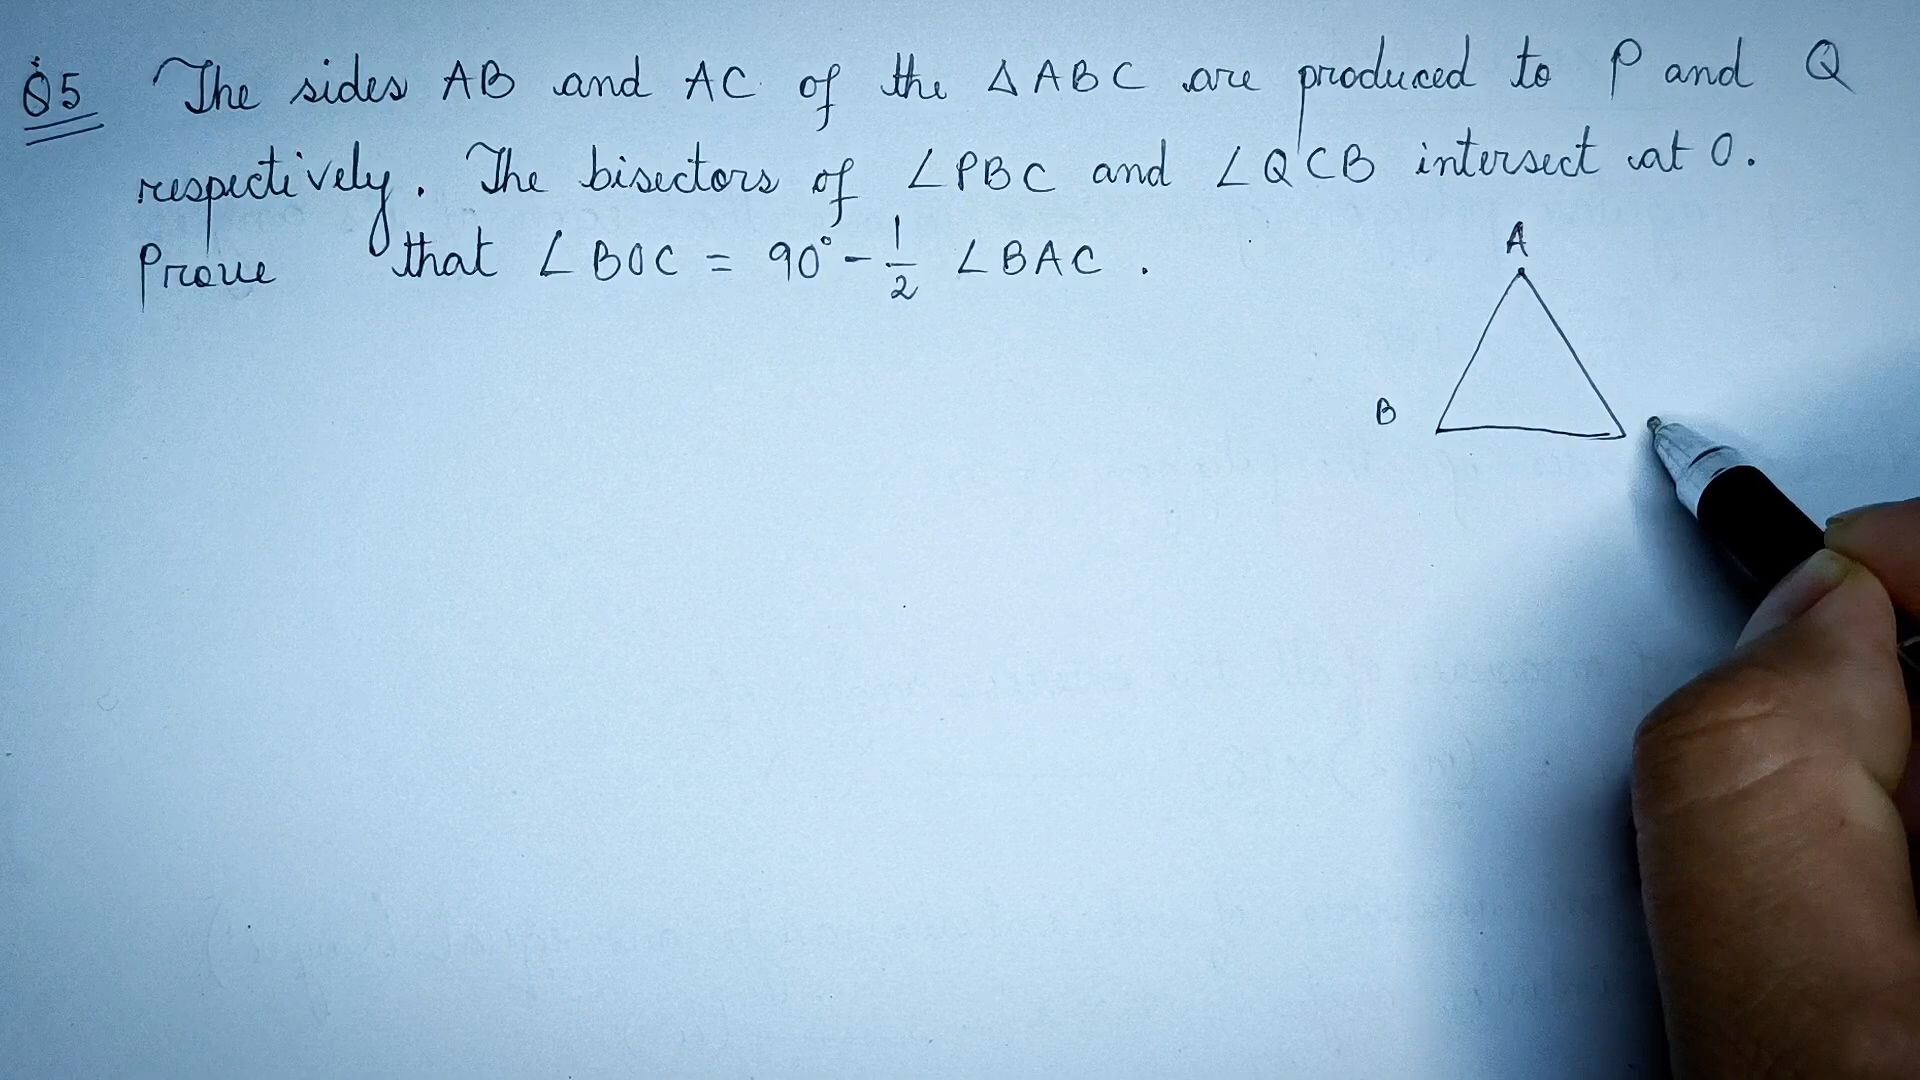 Q5 The sides AB and AC of the △ABC are produced to P and Q
respectively. The bisectors of ∠PBC and ∠QCB intersect at O.
Prove that ∠BOC = 90° - 1/2 ∠BAC.
A
B